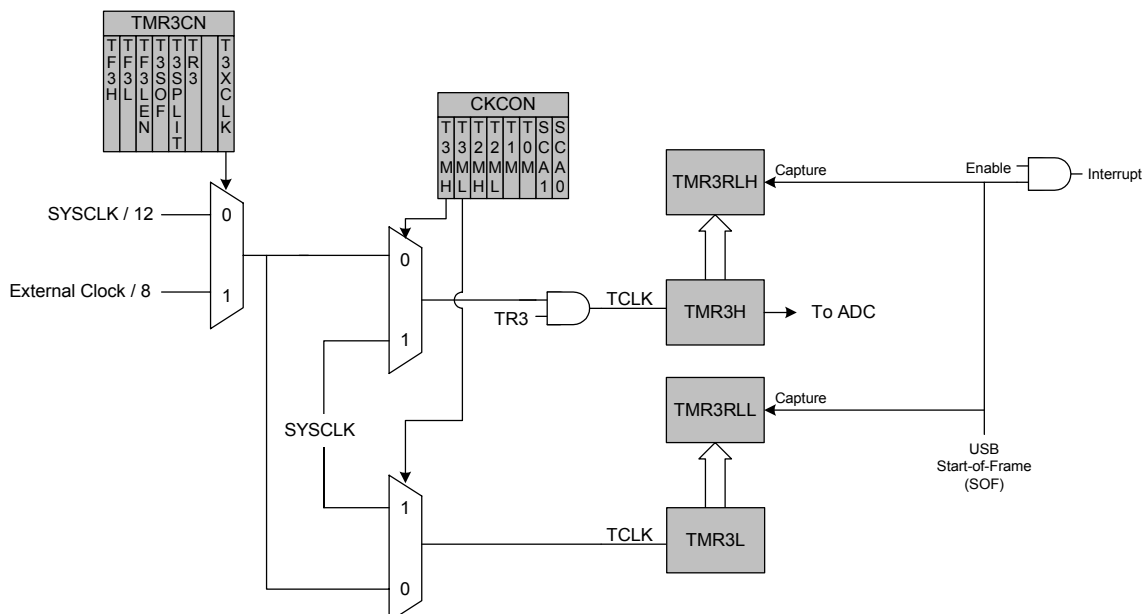 TMR3CN
TF3H
TF3L
TF3LEN
T3SOF
T3SPLIT
TR3
T3XCLK
CKCON
T3MH
T3ML
T2MH
T2ML
T1M
T0M
SCA1
SCA0
SYSCLK / 12
0
External Clock / 8
1
0
1
SYSCLK
1
0
TR3
TCLK
TMR3RLH
Capture
Enable
Interrupt
TMR3H
To ADC
TMR3RLL
Capture
USB
Start-of-Frame
(SOF)
TCLK
TMR3L